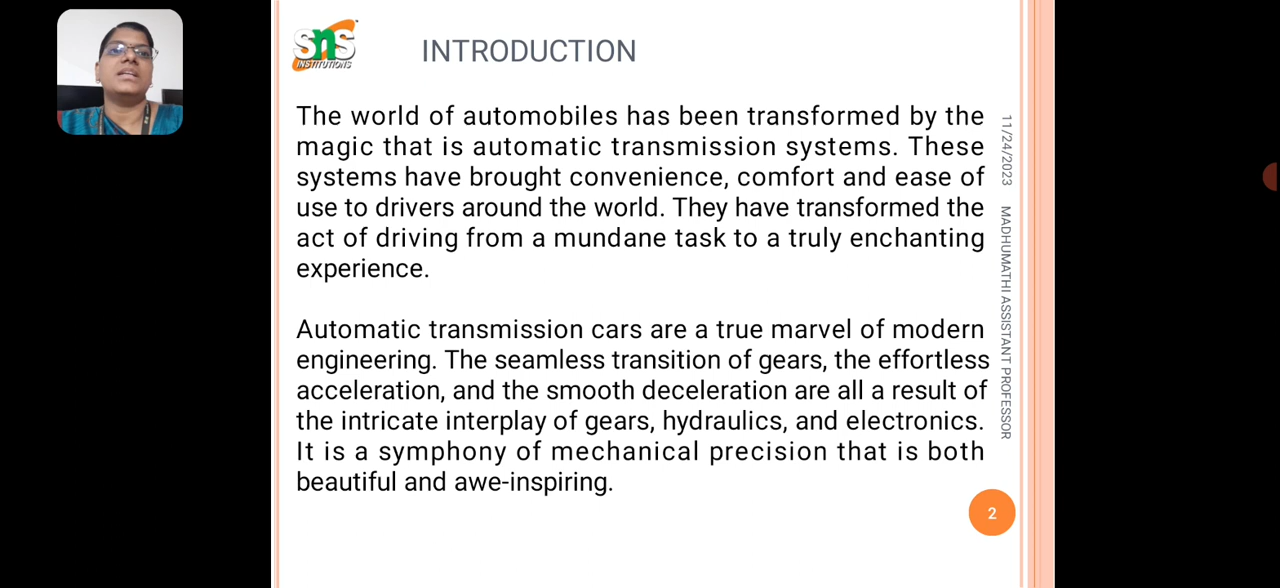 sns
INSTITUTIONS
INTRODUCTION
The world of automobiles has been transformed by the
magic that is automatic transmission systems. These
systems have brought convenience, comfort and ease of
use to drivers around the world. They have transformed the
act of driving from a mundane task to a truly enchanting
experience.
Automatic transmission cars are a true marvel of modern
engineering. The seamless transition of gears, the effortless
acceleration, and the smooth deceleration are all a result of
the intricate interplay of gears, hydraulics, and electronics.
It is a symphony of mechanical precision that is both
beautiful and awe-inspiring.
11/24/2023 MADHUMATHI ASSISTANT PROFESSOR
2